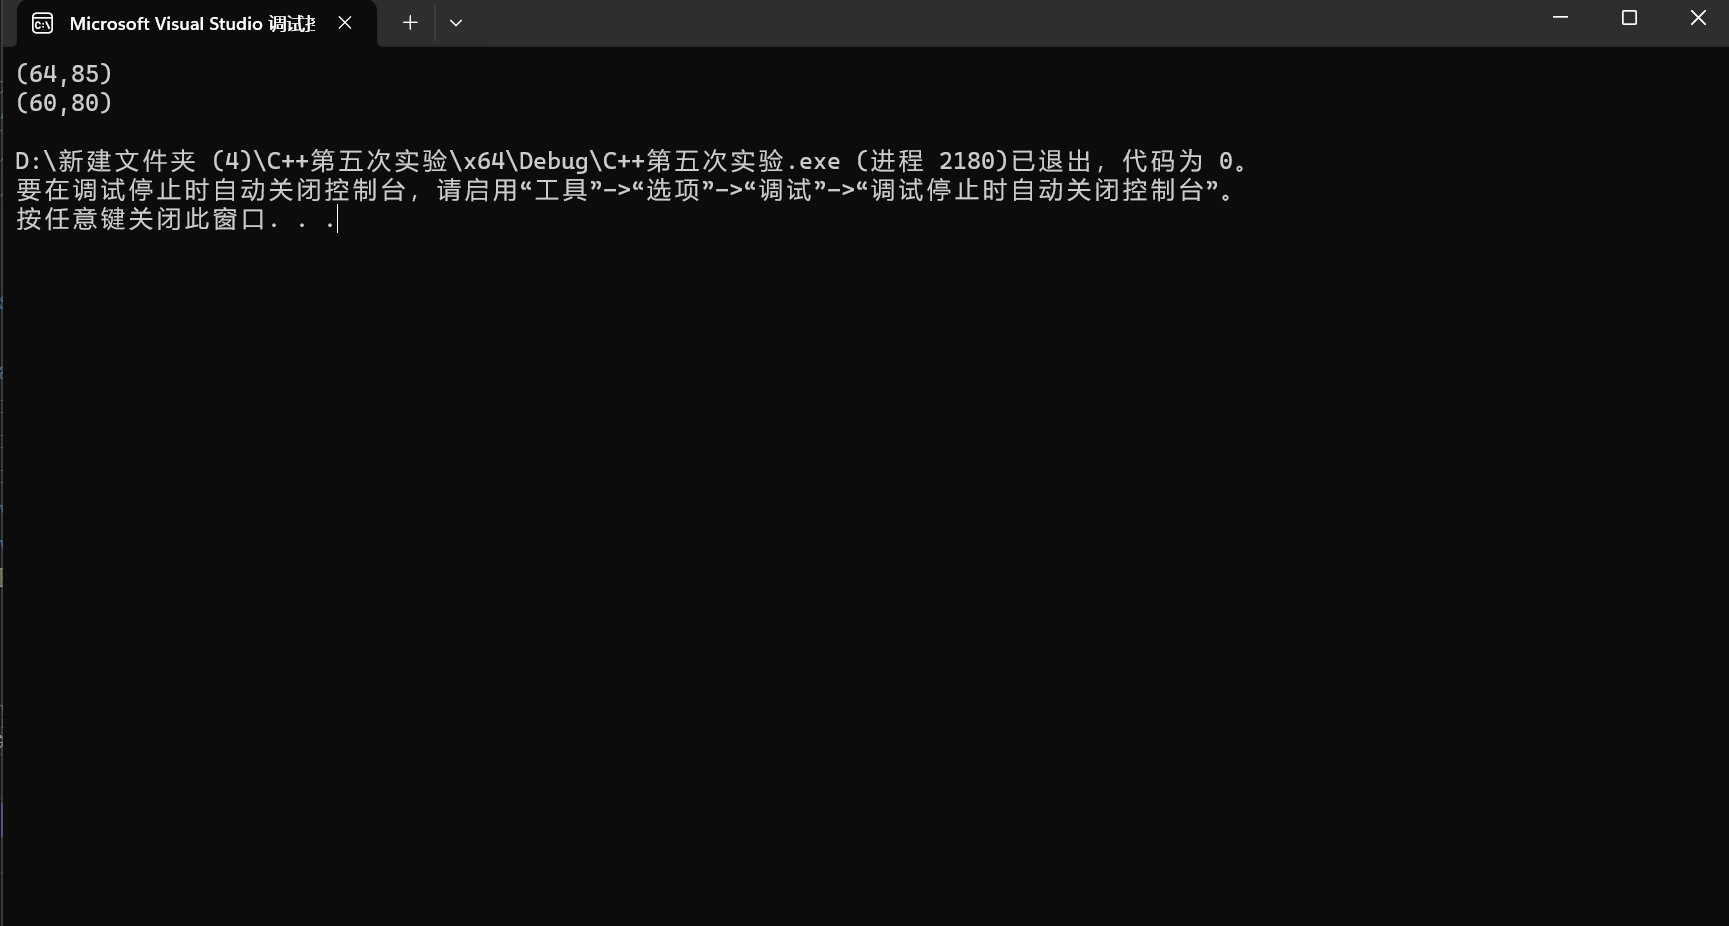 Microsoft Visual Studio 调试
(64,85)
(60,80)
D:\新建文件夹 (4)\C++第五次实验\x64\Debug\C++第五次实验.exe (进程 2180)已退出，代码为 0。
要在调试停止时自动关闭控制台，请启用“工具”->“选项”->“调试”->“调试停止时自动关闭控制台”。
按任意键关闭此窗口. . .